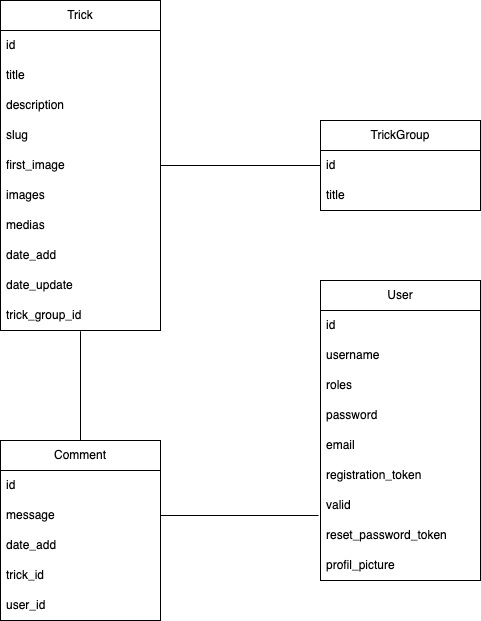 Trick
id
title
description
slug
first_image
images
medias
date_add
date_update
trick_group_id
TrickGroup
id
title
User
id
username
roles
password
email
registration_token
valid
reset_password_token
profil_picture
Comment
id
message
date_add
trick_id
user_id